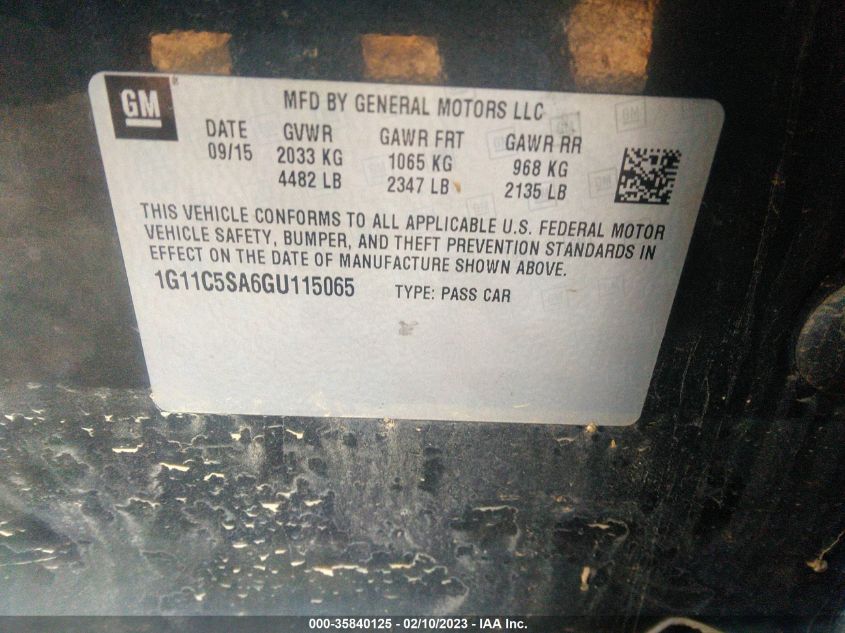 GM
MFD BY GENERAL MOTORS LLC
DATE GVWR GAWR FRT GAWR RR
09/15 2033 KG 1065 KG 968 KG
4482 LB 2347 LB 2135 LB
THIS VEHICLE CONFORMS TO ALL APPLICABLE U.S. FEDERAL MOTOR
VEHICLE SAFETY, BUMPER, AND THEFT PREVENTION STANDARDS IN
EFFECT ON THE DATE OF MANUFACTURE SHOWN ABOVE.
1G11C5SA6GU115065 TYPE: PASS CAR
000-35840125 - 02/10/2023 - IAA Inc.